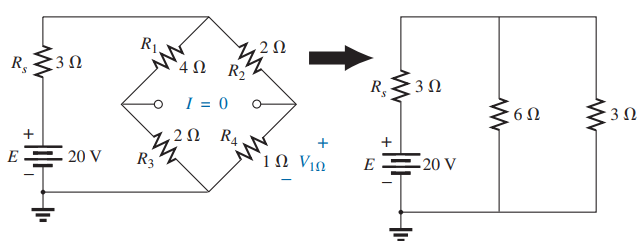 R₁
2 Ω
Rₛ 3 Ω
4 Ω R₂
I = 0
2 Ω R₄
+
E 20 V
−
R₃
1 Ω V₁Ω
+
−
Rₛ 3 Ω
6 Ω
3 Ω
+
E 20 V
−